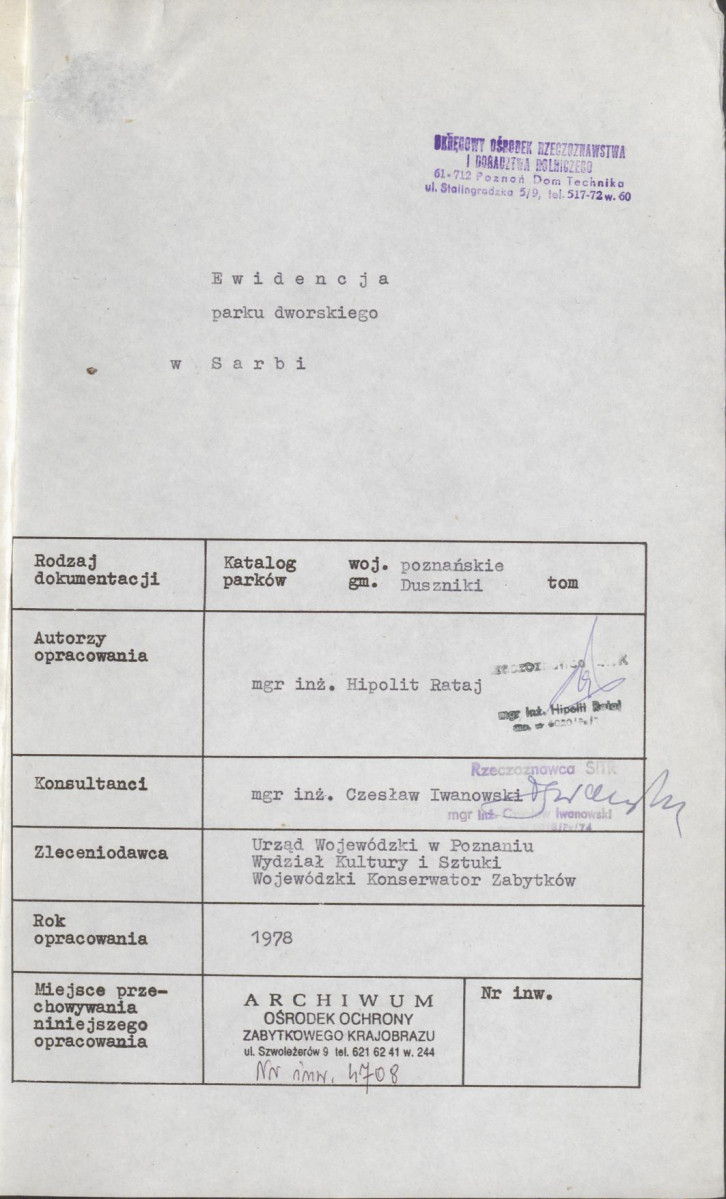 OKRĘGOWY OŚRODEK RZECZOZNAWSTWA
I DORADZTWA ROLNICZEGO
61-712 Poznań Dom Technika
ul. Stalingradzka 5/9, tel. 517-72 w. 60
Ewidencja
parku dworskiego
w Sarbi
Rodzaj dokumentacji
Katalog parków
woj. poznańskie
gm. Duszniki
tom
Autorzy
opracowania
mgr inż. Hipolit Rataj
mgr inż. Hipolit Rataj
Konsultanci
Rzeczoznawca SITR
mgr inż. Czesław Iwanowski
mgr inż. Iwanowski
Zleceniodawca
Urząd Wojewódzki w Poznaniu
Wydział Kultury i Sztuki
Wojewódzki Konserwator Zabytków
Rok
opracowania
1978
Miejsce prze-
chowywania
niniejszego
opracowania
ARCHIWUM
OŚRODEK OCHRONY
ZABYTKOWEGO KRAJOBRAZU
ul. Szwoleżerów 9 tel. 621 62 41 w. 244
Nr inw. 4708
Nr inw.